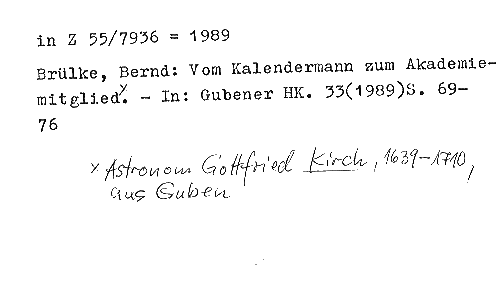 in Z 55/7936 = 1989
Brülke, Bernd: Vom Kalendermann zum Akademie-
mitglied.x - In: Gubener HK. 33(1989)S. 69-
76
x Astronom Gottfried Kirch, 1639-1710,
aus Guben